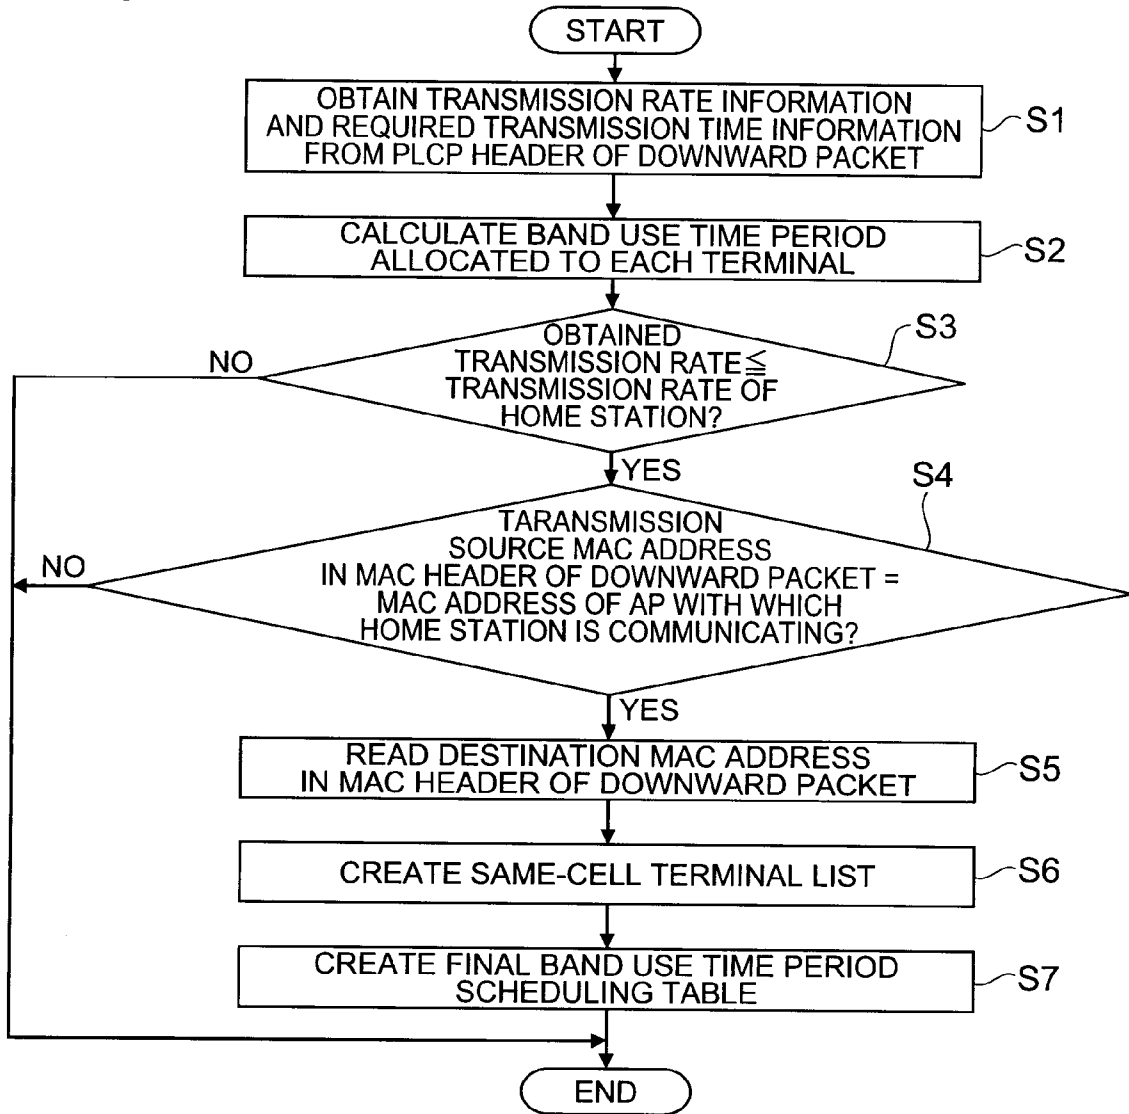 START
OBTAIN TRANSMISSION RATE INFORMATION
AND REQUIRED TRANSMISSION TIME INFORMATION
FROM PLCP HEADER OF DOWNWARD PACKET
S1
CALCULATE BAND USE TIME PERIOD
ALLOCATED TO EACH TERMINAL
S2
OBTAINED
TRANSMISSION RATE≦
TRANSMISSION RATE OF
HOME STATION?
S3
NO
YES
TARANSMISSION
SOURCE MAC ADDRESS
IN MAC HEADER OF DOWNWARD PACKET =
MAC ADDRESS OF AP WITH WHICH
HOME STATION IS COMMUNICATING?
S4
NO
YES
READ DESTINATION MAC ADDRESS
IN MAC HEADER OF DOWNWARD PACKET
S5
CREATE SAME-CELL TERMINAL LIST
S6
CREATE FINAL BAND USE TIME PERIOD
SCHEDULING TABLE
S7
END